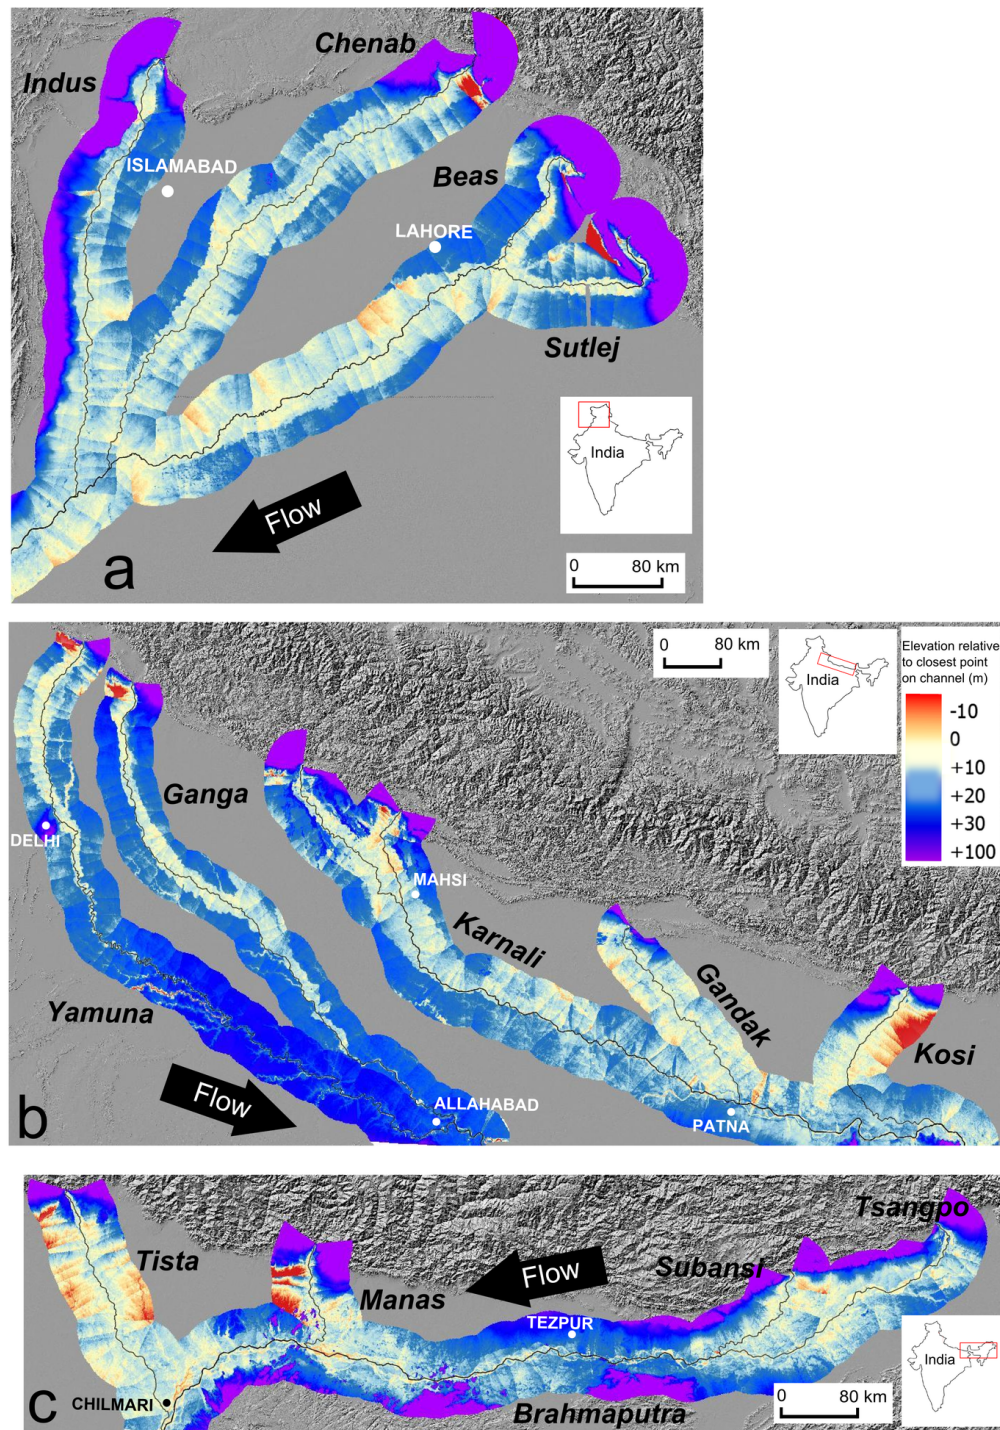 Indus
Chenab
ISLAMABAD
Beas
LAHORE
Sutlej
India
Flow
a
0 80 km
0 80 km
India
Elevation relative
to closest point
on channel (m)
-10
0
+10
+20
+30
+100
Ganga
DELHI
MAHSI
Karnali
Yamuna
Gandak
Kosi
Flow
ALLAHABAD
PATNA
b
Tsangpo
Tista
Subansi
Flow
Manas
TEZPUR
India
CHILMARI
0 80 km
Brahmaputra
c